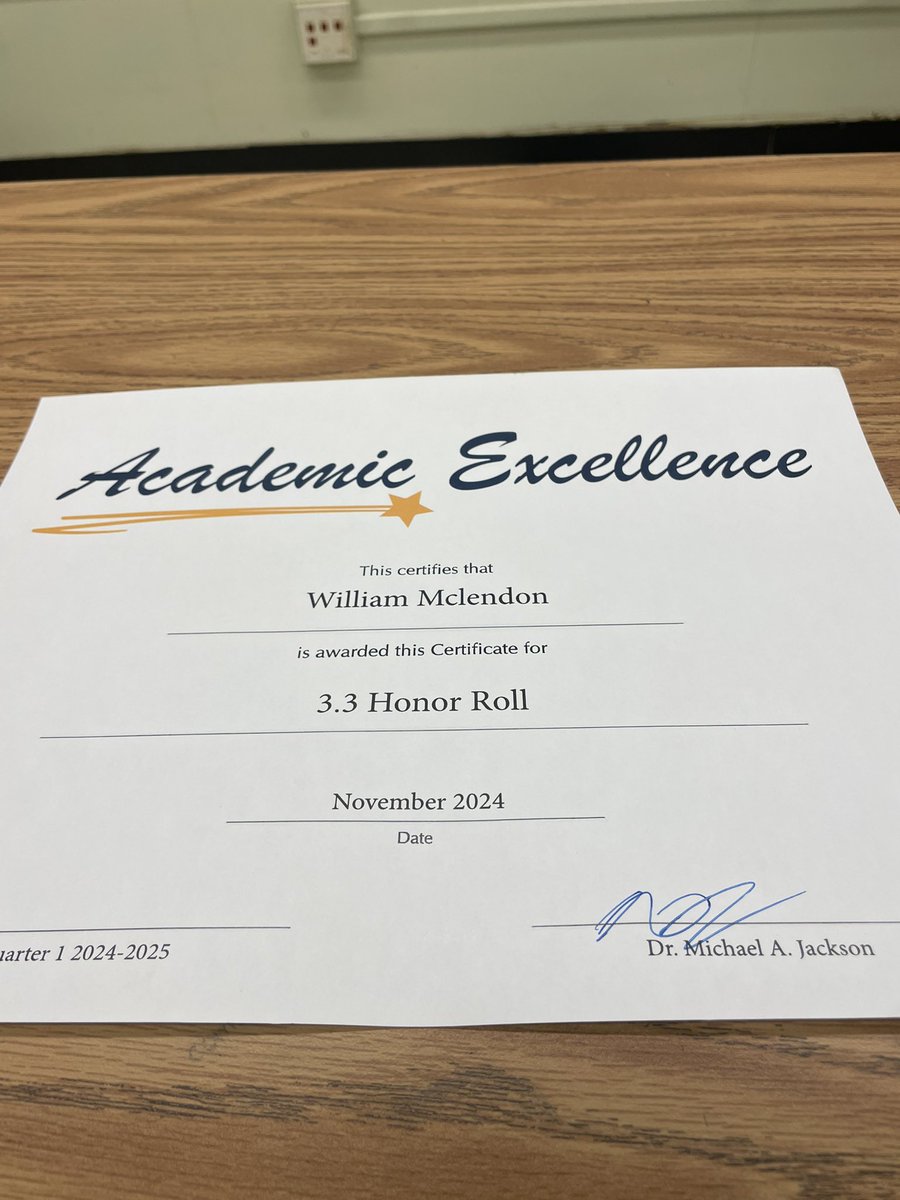 Academic Excellence
This certifies that
William Mclendon
is awarded this Certificate for
3.3 Honor Roll
November 2024
Date
uarter 1 2024-2025
Dr. Michael A. Jackson